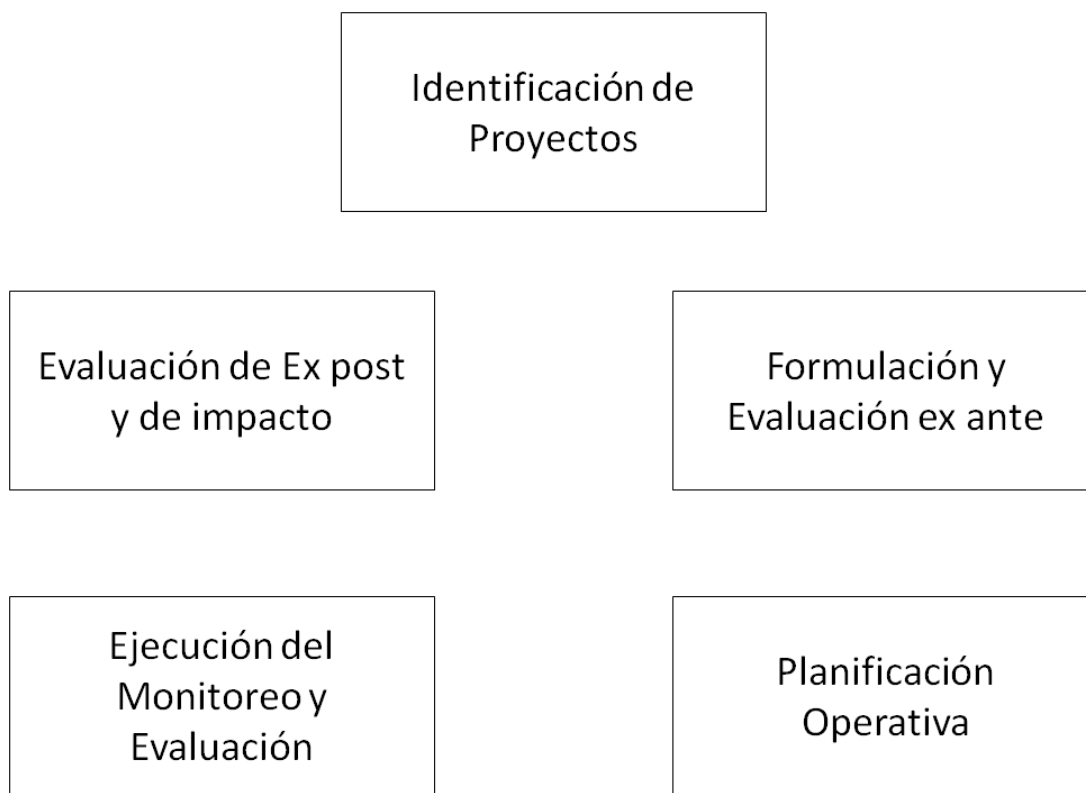 Identificación de
Proyectos
Evaluación de Ex post
y de impacto
Formulación y
Evaluación ex ante
Ejecución del
Monitoreo y
Evaluación
Planificación
Operativa